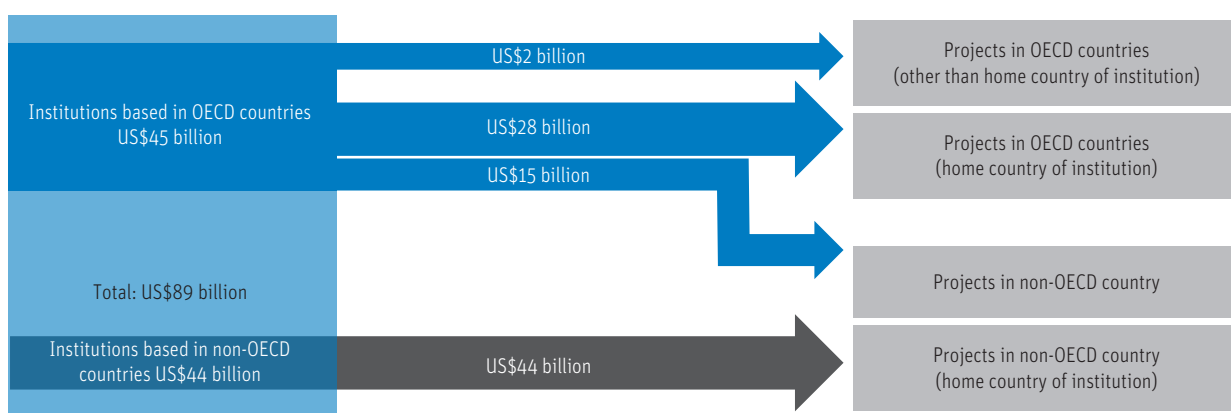 US$2 billion
Projects in OECD countries
(other than home country of institution)
Institutions based in OECD countries
US$45 billion
US$28 billion
Projects in OECD countries
(home country of institution)
US$15 billion
Total: US$89 billion
Projects in non-OECD country
Institutions based in non-OECD
countries US$44 billion
US$44 billion
Projects in non-OECD country
(home country of institution)